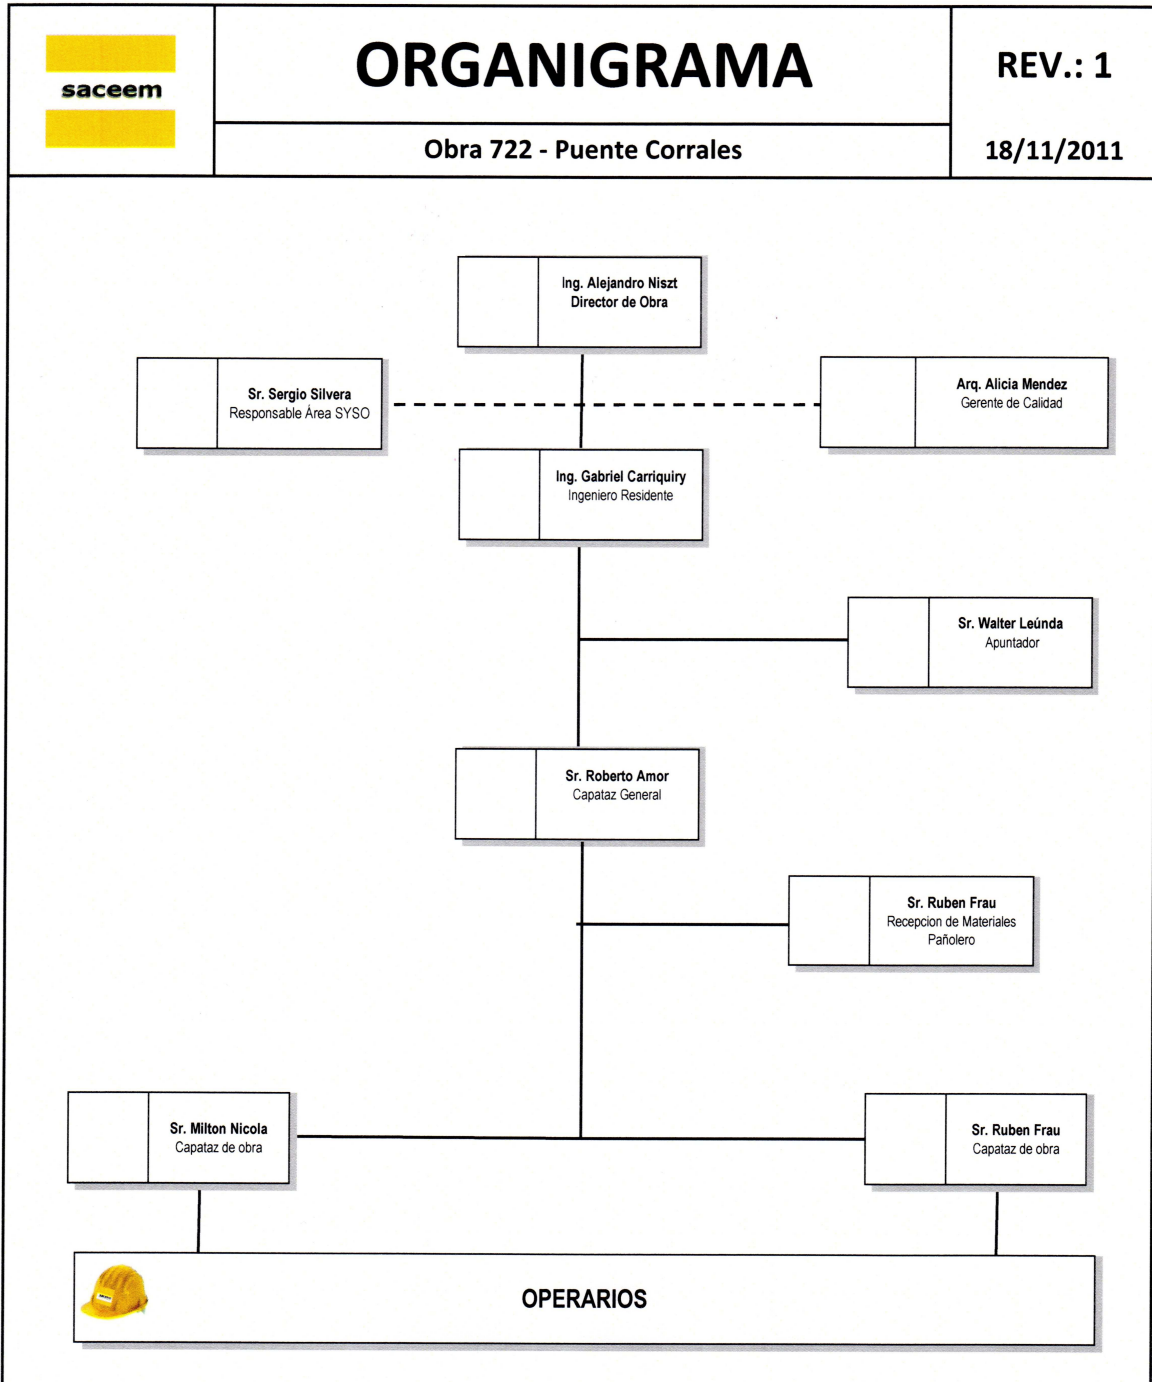 saceem
ORGANIGRAMA
REV.: 1
Obra 722 - Puente Corrales
18/11/2011
Ing. Alejandro Niszt
Director de Obra
Sr. Sergio Silvera
Responsable Área SYSO
Arq. Alicia Mendez
Gerente de Calidad
Ing. Gabriel Carriquiry
Ingeniero Residente
Sr. Walter Leúnda
Apuntador
Sr. Roberto Amor
Capataz General
Sr. Ruben Frau
Recepcion de Materiales
Pañolero
Sr. Milton Nicola
Capataz de obra
Sr. Ruben Frau
Capataz de obra
OPERARIOS